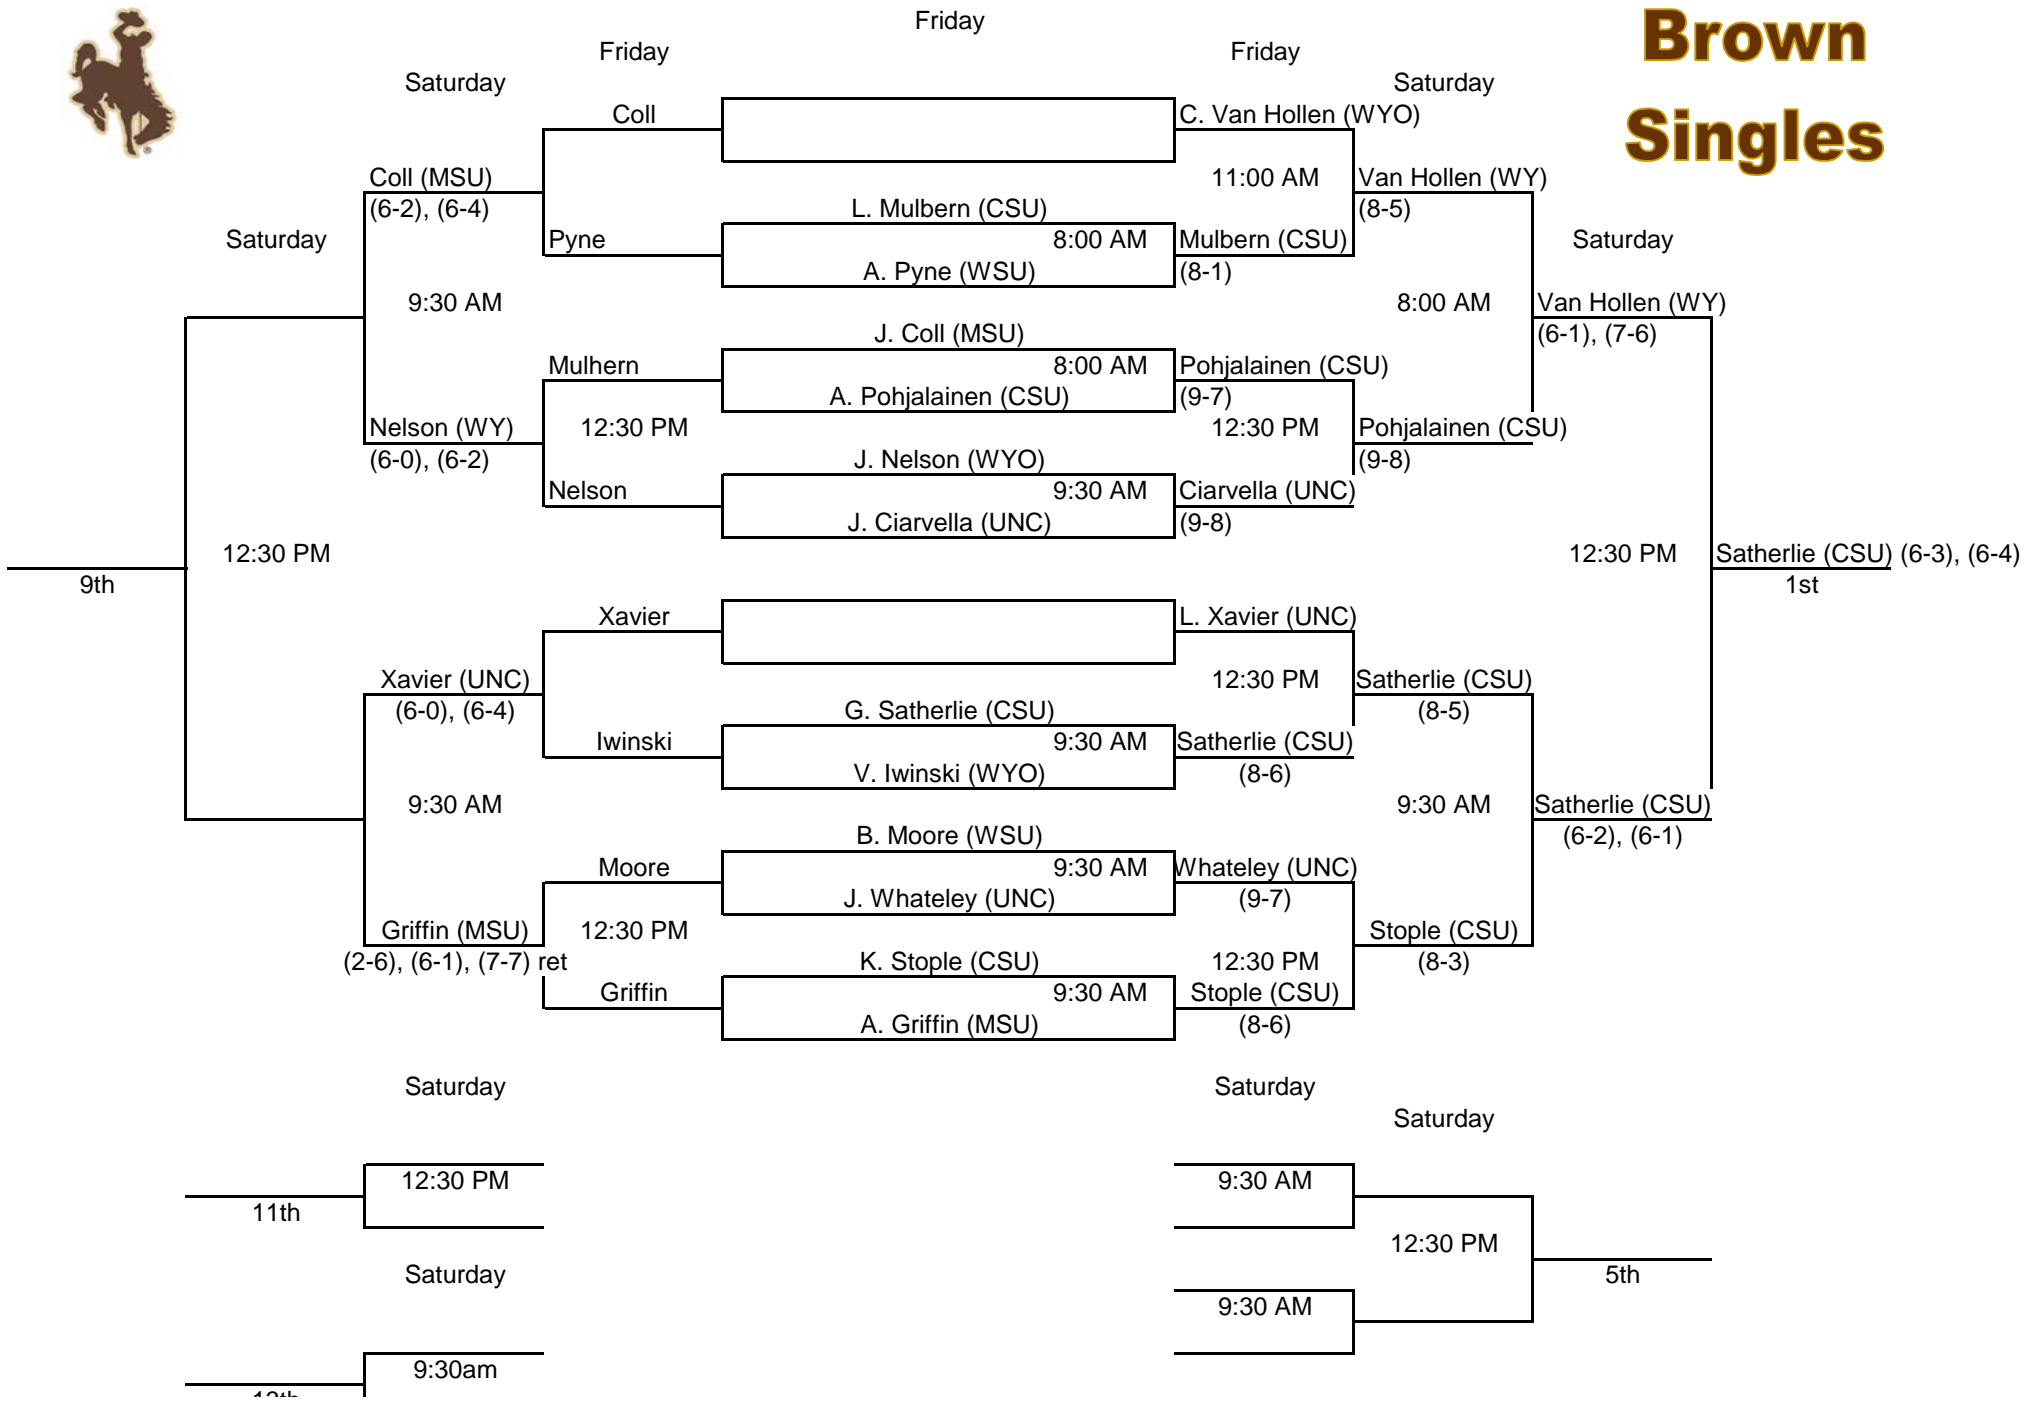 Friday
Brown
Friday
Friday
Saturday
Saturday
Singles
Coll
C. Van Hollen (WYO)
Coll (MSU)
11:00 AM
Van Hollen (WY)
(6-2), (6-4)
L. Mulbern (CSU)
(8-5)
Saturday
Pyne
8:00 AM
Mulbern (CSU)
Saturday
A. Pyne (WSU)
(8-1)
9:30 AM
8:00 AM
Van Hollen (WY)
J. Coll (MSU)
(6-1), (7-6)
Mulhern
8:00 AM
Pohjalainen (CSU)
A. Pohjalainen (CSU)
(9-7)
Nelson (WY)
12:30 PM
12:30 PM
Pohjalainen (CSU)
(6-0), (6-2)
J. Nelson (WYO)
(9-8)
Nelson
9:30 AM
Ciarvella (UNC)
J. Ciarvella (UNC)
(9-8)
12:30 PM
12:30 PM
Satherlie (CSU) (6-3), (6-4)
9th
1st
Xavier
L. Xavier (UNC)
Xavier (UNC)
12:30 PM
Satherlie (CSU)
(6-0), (6-4)
G. Satherlie (CSU)
(8-5)
Iwinski
9:30 AM
Satherlie (CSU)
V. Iwinski (WYO)
(8-6)
9:30 AM
9:30 AM
Satherlie (CSU)
B. Moore (WSU)
(6-2), (6-1)
Moore
9:30 AM
Whateley (UNC)
J. Whateley (UNC)
(9-7)
Griffin (MSU)
12:30 PM
Stople (CSU)
(2-6), (6-1), (7-7) ret
K. Stople (CSU)
12:30 PM
(8-3)
Griffin
9:30 AM
Stople (CSU)
A. Griffin (MSU)
(8-6)
Saturday
Saturday
Saturday
12:30 PM
9:30 AM
11th
12:30 PM
Saturday
5th
9:30 AM
9:30am